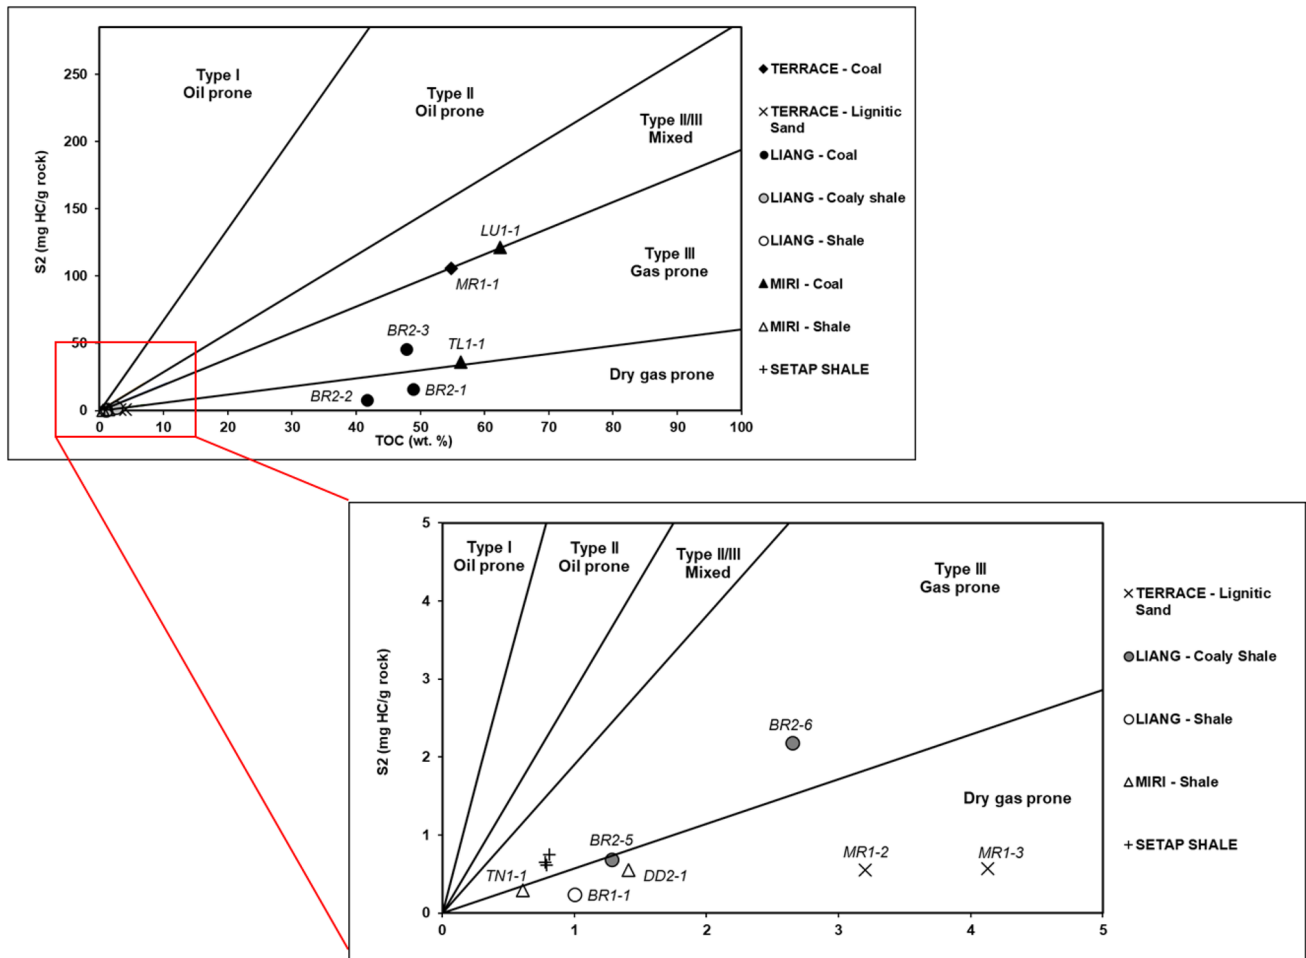 250
200
150
100
50
0
S2 (mg HC/g rock)
0 10 20 30 40 50 60 70 80 90 100
TOC (wt. %)
Type I
Oil prone
Type II
Oil prone
Type II/III
Mixed
Type III
Gas prone
Dry gas prone
LU1-1
MR1-1
BR2-3
TL1-1
BR2-2
BR2-1
TERRACE - Coal
TERRACE - Lignitic
Sand
LIANG - Coal
LIANG - Coaly shale
LIANG - Shale
MIRI - Coal
MIRI - Shale
SETAP SHALE
5
4
3
2
1
0
S2 (mg HC/g rock)
0 1 2 3 4 5
Type I
Oil prone
Type II
Oil prone
Type II/III
Mixed
Type III
Gas prone
Dry gas prone
BR2-6
BR2-5
MR1-2
MR1-3
TN1-1
DD2-1
BR1-1
TERRACE - Lignitic
Sand
LIANG - Coaly Shale
LIANG - Shale
MIRI - Shale
SETAP SHALE